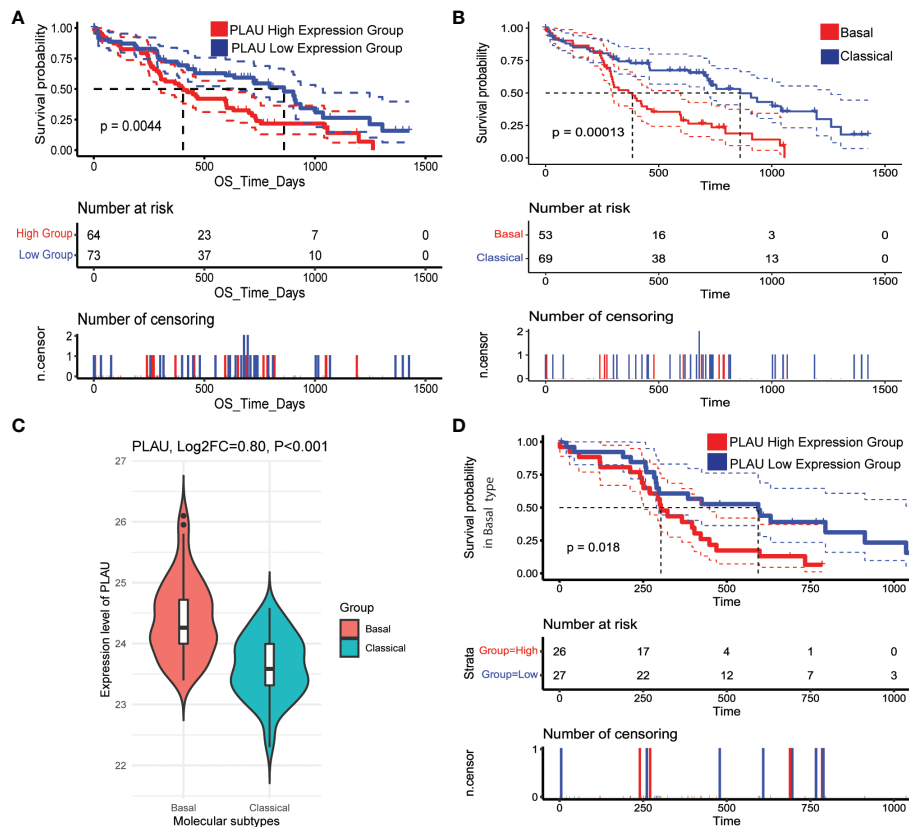 A
PLAU High Expression Group
PLAU Low Expression Group
Survival probability
1.00
0.75
0.50
0.25
0.00
p = 0.0044
0 500 1000 1500
OS_Time_Days
Number at risk
High Group 64 23 7 0
Low Group 73 37 10 0
0 500 1000 1500
OS_Time_Days
Number of censoring
n.censor
2
1
0
0 500 1000 1500
OS_Time_Days
B
Basal
Classical
Survival probability
1.00
0.75
0.50
0.25
0.00
p = 0.00013
0 500 1000 1500
Time
Number at risk
Basal 53 16 3 0
Classical 69 38 13 0
0 500 1000 1500
Time
Number of censoring
n.censor
2
1
0
0 500 1000 1500
Time
C
PLAU, Log2FC=0.80, P<0.001
Expression level of PLAU
27
26
25
24
23
22
Basal Classical
Molecular subtypes
Group
Basal
Classical
D
PLAU High Expression Group
PLAU Low Expression Group
Survival probability
in Basal type
1.00
0.75
0.50
0.25
0.00
p = 0.018
0 250 500 750 1000
Time
Number at risk
Strata
Group=High 26 17 4 1 0
Group=Low 27 22 12 7 3
0 250 500 750 1000
Time
Number of censoring
n.censor
1
0
0 250 500 750 1000
Time